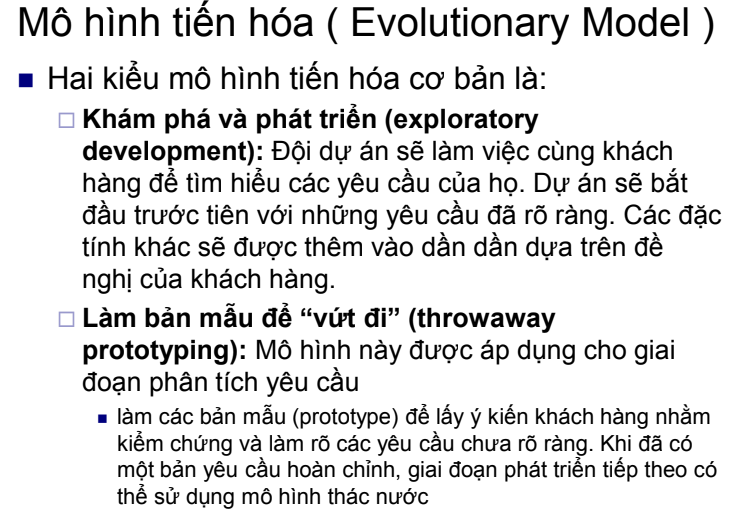 Mô hình tiến hóa ( Evolutionary Model )
Hai kiểu mô hình tiến hóa cơ bản là:
Khám phá và phát triển (exploratory
development): Đội dự án sẽ làm việc cùng khách
hàng để tìm hiểu các yêu cầu của họ. Dự án sẽ bắt
đầu trước tiên với những yêu cầu đã rõ ràng. Các đặc
tính khác sẽ được thêm vào dần dần dựa trên đề
nghị của khách hàng.
Làm bản mẫu để “vứt đi” (throwaway
prototyping): Mô hình này được áp dụng cho giai
đoạn phân tích yêu cầu
làm các bản mẫu (prototype) để lấy ý kiến khách hàng nhằm
kiểm chứng và làm rõ các yêu cầu chưa rõ ràng. Khi đã có
một bản yêu cầu hoàn chỉnh, giai đoạn phát triển tiếp theo có
thể sử dụng mô hình thác nước